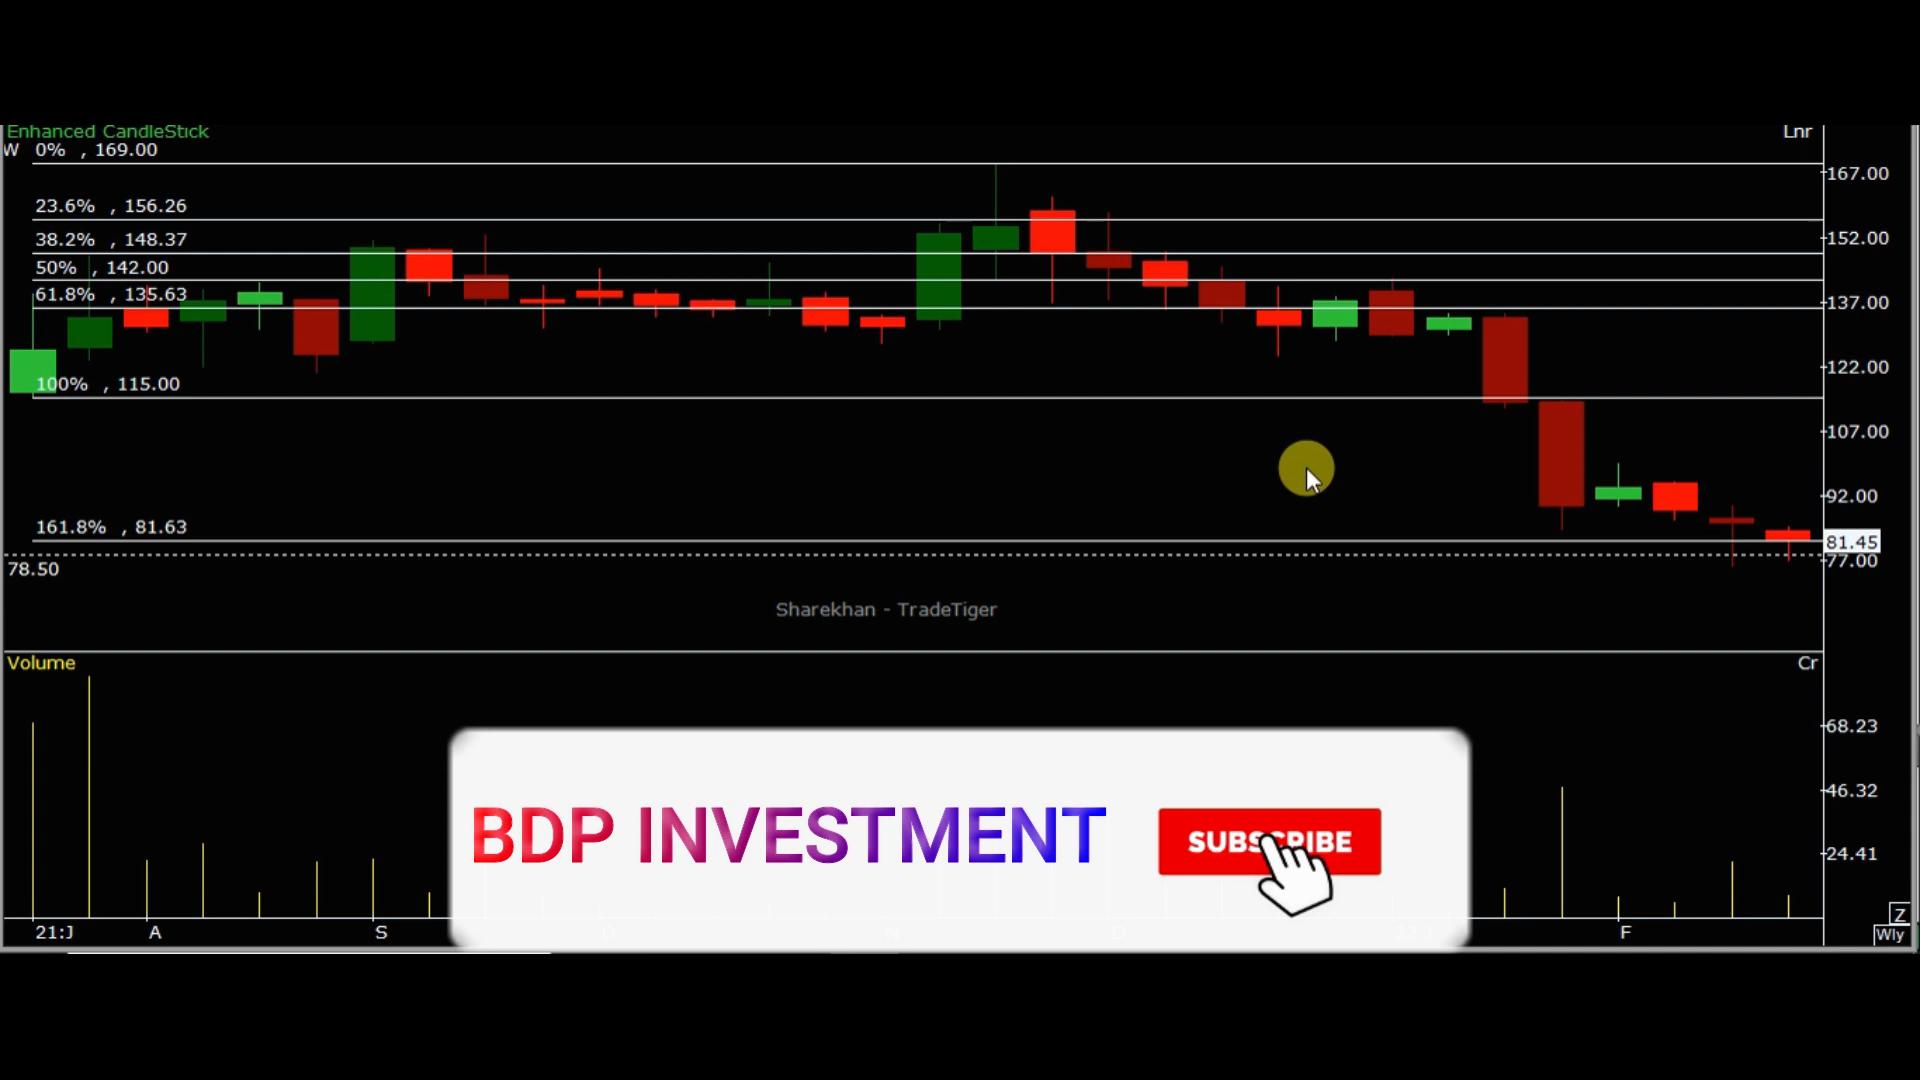 Enhanced CandleStick
Lnr
W 0% , 169.00
167.00
23.6% , 156.26
38.2% , 148.37
152.00
50% , 142.00
61.8% , 135.63
137.00
122.00
100% , 115.00
107.00
92.00
161.8% , 81.63
81.45
77.00
78.50
Sharekhan - TradeTiger
Volume
Cr
68.23
46.32
BDP INVESTMENT
SUBSCRIBE
24.41
Z
21:J A S F
Wly